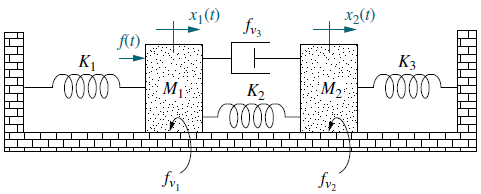 x₁(t) fᵥ₃ x₂(t)
f(t)
K₁ K₃
M₁ K₂ M₂
fᵥ₁ fᵥ₂